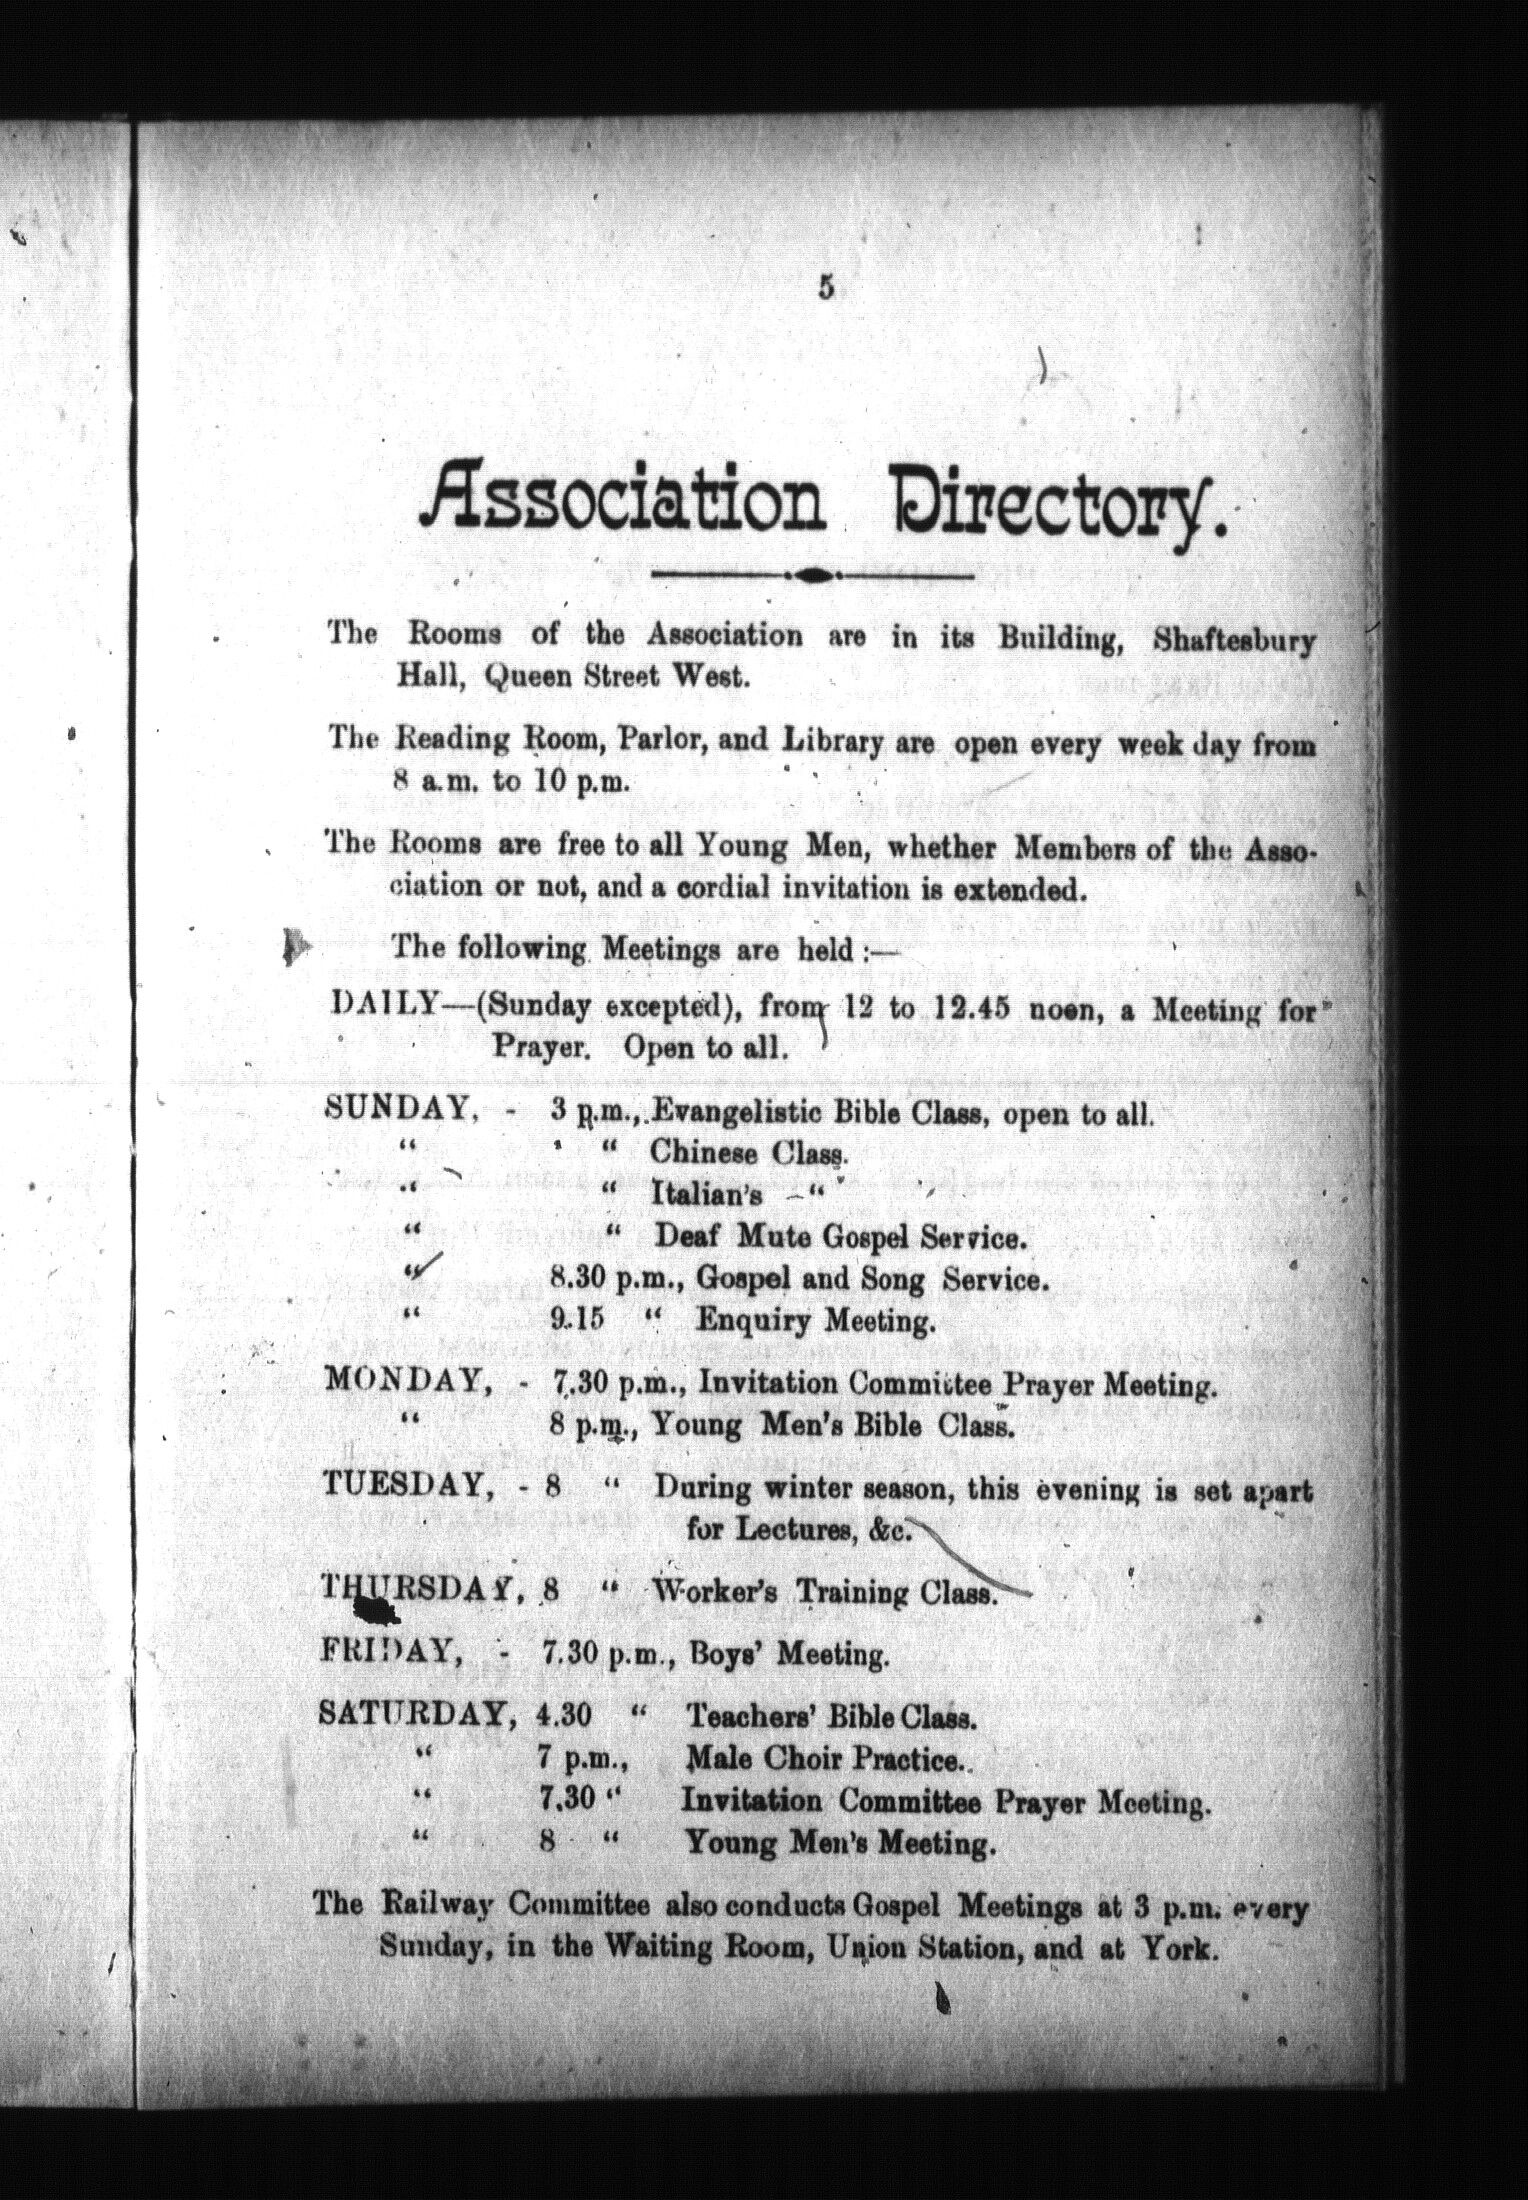 5
Association Directory.
The Rooms of the Association are in its Building, Shaftesbury
Hall, Queen Street West.
The Reading Room, Parlor, and Library are open every week day from
8 a.m. to 10 p.m.
The Rooms are free to all Young Men, whether Members of the Asso-
ciation or not, and a cordial invitation is extended.
The following Meetings are held :—
DAILY—(Sunday excepted), from 12 to 12.45 noon, a Meeting for
Prayer. Open to all.
SUNDAY, - 3 p.m., Evangelistic Bible Class, open to all.
“ “ Chinese Class.
“ “ Italian's “
“ “ Deaf Mute Gospel Service.
“ 8.30 p.m., Gospel and Song Service.
“ 9.15 “ Enquiry Meeting.
MONDAY, - 7.30 p.m., Invitation Committee Prayer Meeting.
“ 8 p.m., Young Men's Bible Class.
TUESDAY, - 8 “ During winter season, this evening is set apart
for Lectures, &c.
THURSDAY, 8 “ Worker's Training Class.
FRIDAY, - 7.30 p.m., Boys' Meeting.
SATURDAY, 4.30 “ Teachers' Bible Class.
“ 7 p.m., Male Choir Practice.
“ 7.30 “ Invitation Committee Prayer Meeting.
“ 8 “ Young Men's Meeting.
The Railway Committee also conducts Gospel Meetings at 3 p.m. every
Sunday, in the Waiting Room, Union Station, and at York.